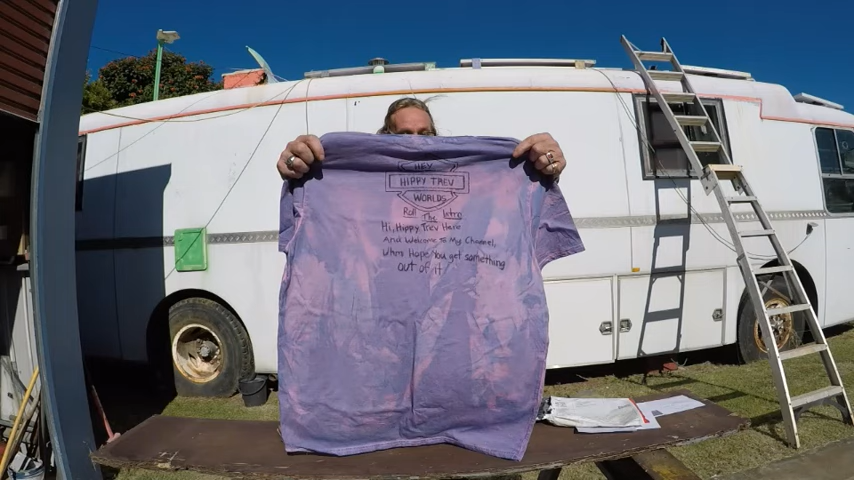 HEY
HIPPY TREV
WORLDS
Roll The Intro
Hi, Hippy Trev Here
And Welcome To My Channel,
Where Hope You get something
out of it